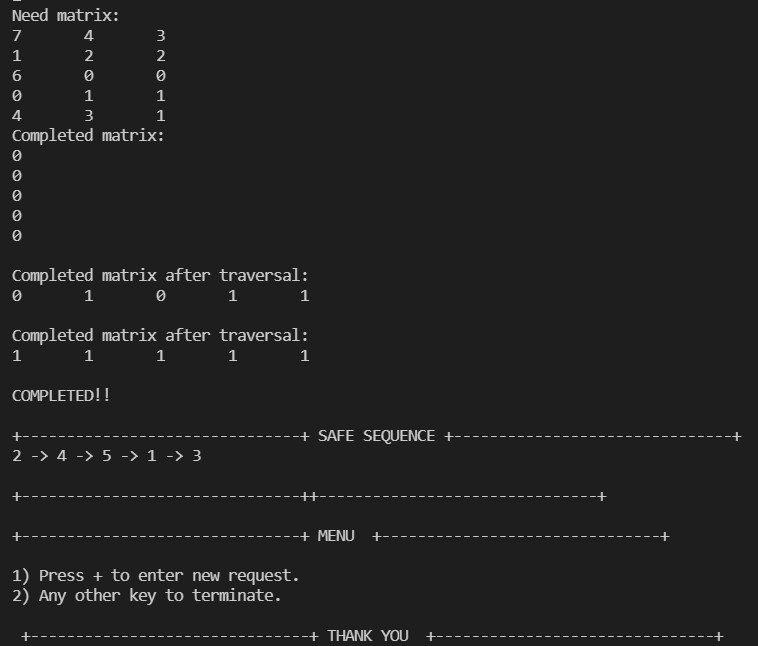 Need matrix:
7 4 3
1 2 2
6 0 0
0 1 1
4 3 1
Completed matrix:
0
0
0
0
0
Completed matrix after traversal:
0 1 0 1 1
Completed matrix after traversal:
1 1 1 1 1
COMPLETED!!
+-------------------------------+ SAFE SEQUENCE +-------------------------------+
2 -> 4 -> 5 -> 1 -> 3
+-------------------------------++-------------------------------+
+-------------------------------+ MENU +-------------------------------+
1) Press + to enter new request.
2) Any other key to terminate.
+-------------------------------+ THANK YOU +-------------------------------+